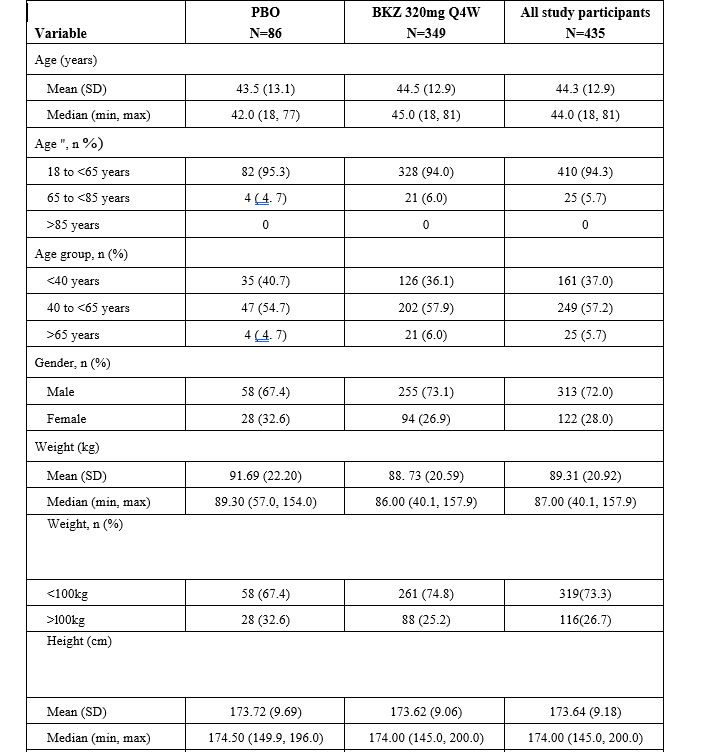 PBO BKZ 320mg Q4W All study participants
Variable N=86 N=349 N=435
Age (years)
Mean (SD) 43.5 (13.1) 44.5 (12.9) 44.3 (12.9)
Median (min, max) 42.0 (18, 77) 45.0 (18, 81) 44.0 (18, 81)
Age ", n %)
18 to <65 years 82 (95.3) 328 (94.0) 410 (94.3)
65 to <85 years 4 ( 4. 7) 21 (6.0) 25 (5.7)
>85 years 0 0 0
Age group, n (%)
<40 years 35 (40.7) 126 (36.1) 161 (37.0)
40 to <65 years 47 (54.7) 202 (57.9) 249 (57.2)
>65 years 4 ( 4. 7) 21 (6.0) 25 (5.7)
Gender, n (%)
Male 58 (67.4) 255 (73.1) 313 (72.0)
Female 28 (32.6) 94 (26.9) 122 (28.0)
Weight (kg)
Mean (SD) 91.69 (22.20) 88. 73 (20.59) 89.31 (20.92)
Median (min, max) 89.30 (57.0, 154.0) 86.00 (40.1, 157.9) 87.00 (40.1, 157.9)
Weight, n (%)
<100kg 58 (67.4) 261 (74.8) 319(73.3)
>100kg 28 (32.6) 88 (25.2) 116(26.7)
Height (cm)
Mean (SD) 173.72 (9.69) 173.62 (9.06) 173.64 (9.18)
Median (min, max) 174.50 (149.9, 196.0) 174.00 (145.0, 200.0) 174.00 (145.0, 200.0)